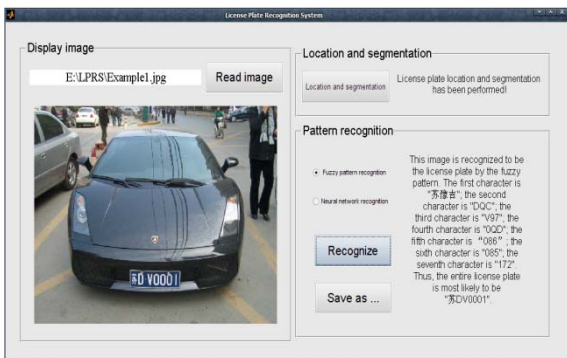 License Plate Recognition System
Display image
E:\LPRS\Example1.jpg
Read image
苏D V0001
Location and segmentation
Location and segmentation
License plate location and segmentation
has been performed!
Pattern recognition
Fuzzy pattern recogntion
Neural network recogntion
Recognize
Save as ...
This image is recognized to be
the license plate by the fuzzy
pattern. The first character is
"苏豫吉"; the second
character is "DQC"; the
third character is "V97"; the
fourth character is "0QD"; the
fifth character is “086”; the
sixth character is "085"; the
seventh character is "172".
Thus, the entire license plate
is most likely to be
"苏DV0001".